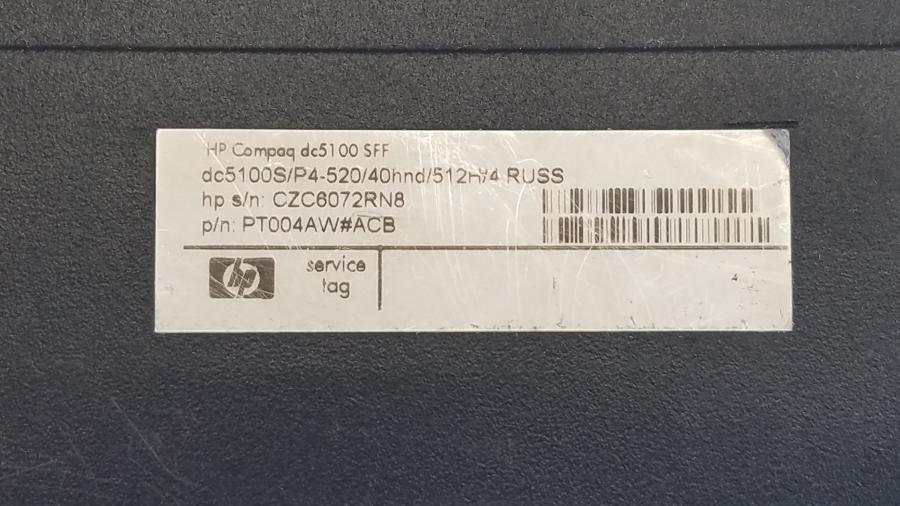 HP Compaq dc5100 SFF
dc5100S/P4-520/40hnd/512H/4 RUSS
hp s/n: CZC6072RN8
p/n: PT004AW#ACB
hp
service
tag